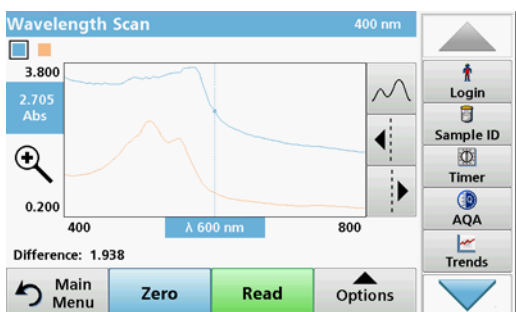 Wavelength Scan 400 nm
3.800
2.705
Abs
0.200
400 λ 600 nm 800
Difference: 1.938
Main
Menu
Zero
Read
Options
Login
Sample ID
Timer
AQA
Trends